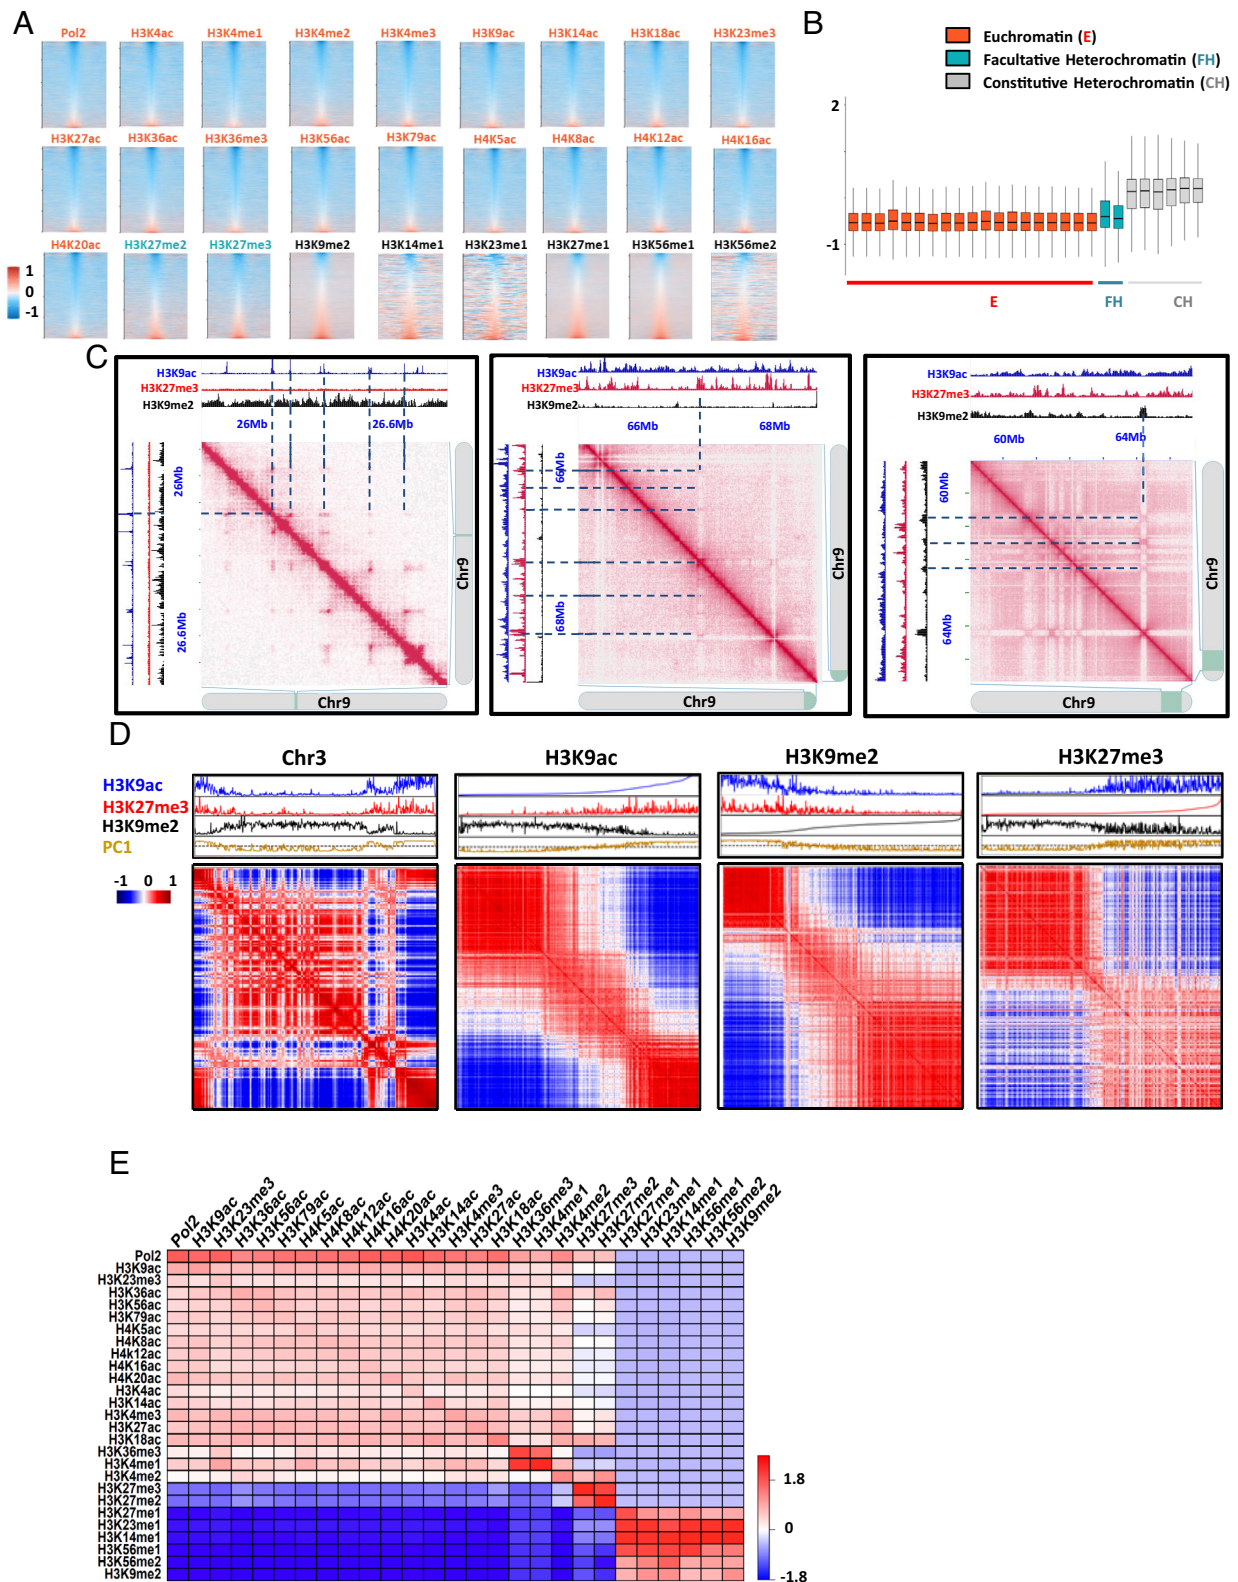 A
Pol2 H3K4ac H3K4me1 H3K4me2 H3K4me3 H3K9ac H3K14ac H3K18ac H3K23me3
H3K27ac H3K36ac H3K36me3 H3K56ac H3K79ac H4K5ac H4K8ac H4K12ac H4K16ac
H4K20ac H3K27me2 H3K27me3 H3K9me2 H3K14me1 H3K23me1 H3K27me1 H3K56me1 H3K56me2
1
0
-1
B
Euchromatin (E)
Facultative Heterochromatin (FH)
Constitutive Heterochromatin (CH)
2
-1
E FH CH
C
H3K9ac
H3K27me3
H3K9me2
26Mb 26.6Mb
26Mb
26.6Mb
Chr9
Chr9
H3K9ac
H3K27me3
H3K9me2
66Mb 68Mb
66Mb
68Mb
Chr9
Chr9
H3K9ac
H3K27me3
H3K9me2
60Mb 64Mb
60Mb
64Mb
Chr9
Chr9
D
Chr3 H3K9ac H3K9me2 H3K27me3
H3K9ac
H3K27me3
H3K9me2
PC1
-1 0 1
E
Pol2 H3K9ac H3K23me3 H3K36ac H3K56ac H3K79ac H4K5ac H4K8ac H4k12ac H4K16ac H4K20ac H3K4ac H3K14ac H3K4me3 H3K27ac H3K18ac H3K36me3 H3K4me1 H3K4me2 H3K27me3 H3K27me2 H3K27me1 H3K23me1 H3K14me1 H3K56me1 H3K56me2 H3K9me2
Pol2
H3K9ac
H3K23me3
H3K36ac
H3K56ac
H3K79ac
H4K5ac
H4K8ac
H4k12ac
H4K16ac
H4K20ac
H3K4ac
H3K14ac
H3K4me3
H3K27ac
H3K18ac
H3K36me3
H3K4me1
H3K4me2
H3K27me3
H3K27me2
H3K27me1
H3K23me1
H3K14me1
H3K56me1
H3K56me2
H3K9me2
1.8
0
-1.8